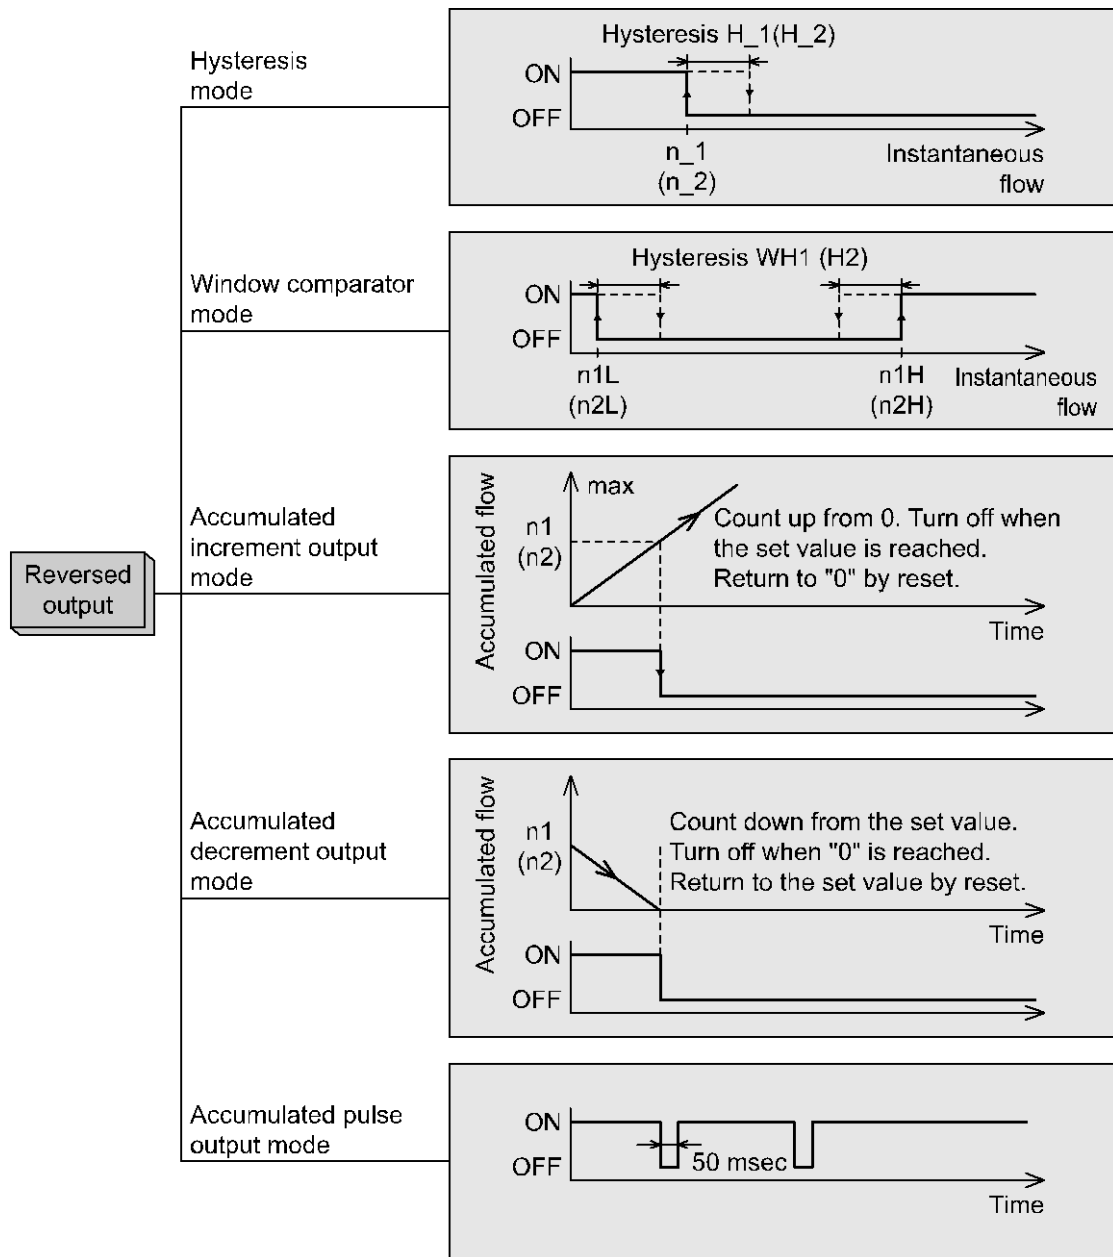 Reversed
output
Hysteresis
mode
Hysteresis H_1(H_2)
ON
OFF
n_1
(n_2)
Instantaneous
flow
Window comparator
mode
Hysteresis WH1 (H2)
ON
OFF
n1L
(n2L)
n1H
(n2H)
Instantaneous
flow
Accumulated
increment output
mode
Accumulated flow
max
n1
(n2)
Count up from 0. Turn off when
the set value is reached.
Return to "0" by reset.
Time
ON
OFF
Accumulated
decrement output
mode
Accumulated flow
n1
(n2)
Count down from the set value.
Turn off when "0" is reached.
Return to the set value by reset.
Time
ON
OFF
Accumulated pulse
output mode
ON
OFF
50 msec
Time